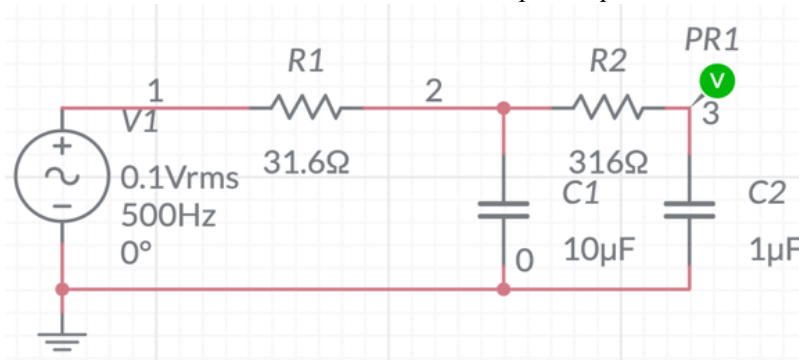 PR1
R1
R2
V
1
2
3
V1
31.6Ω
316Ω
0.1Vrms
C1
C2
500Hz
0°
0
10µF
1µF